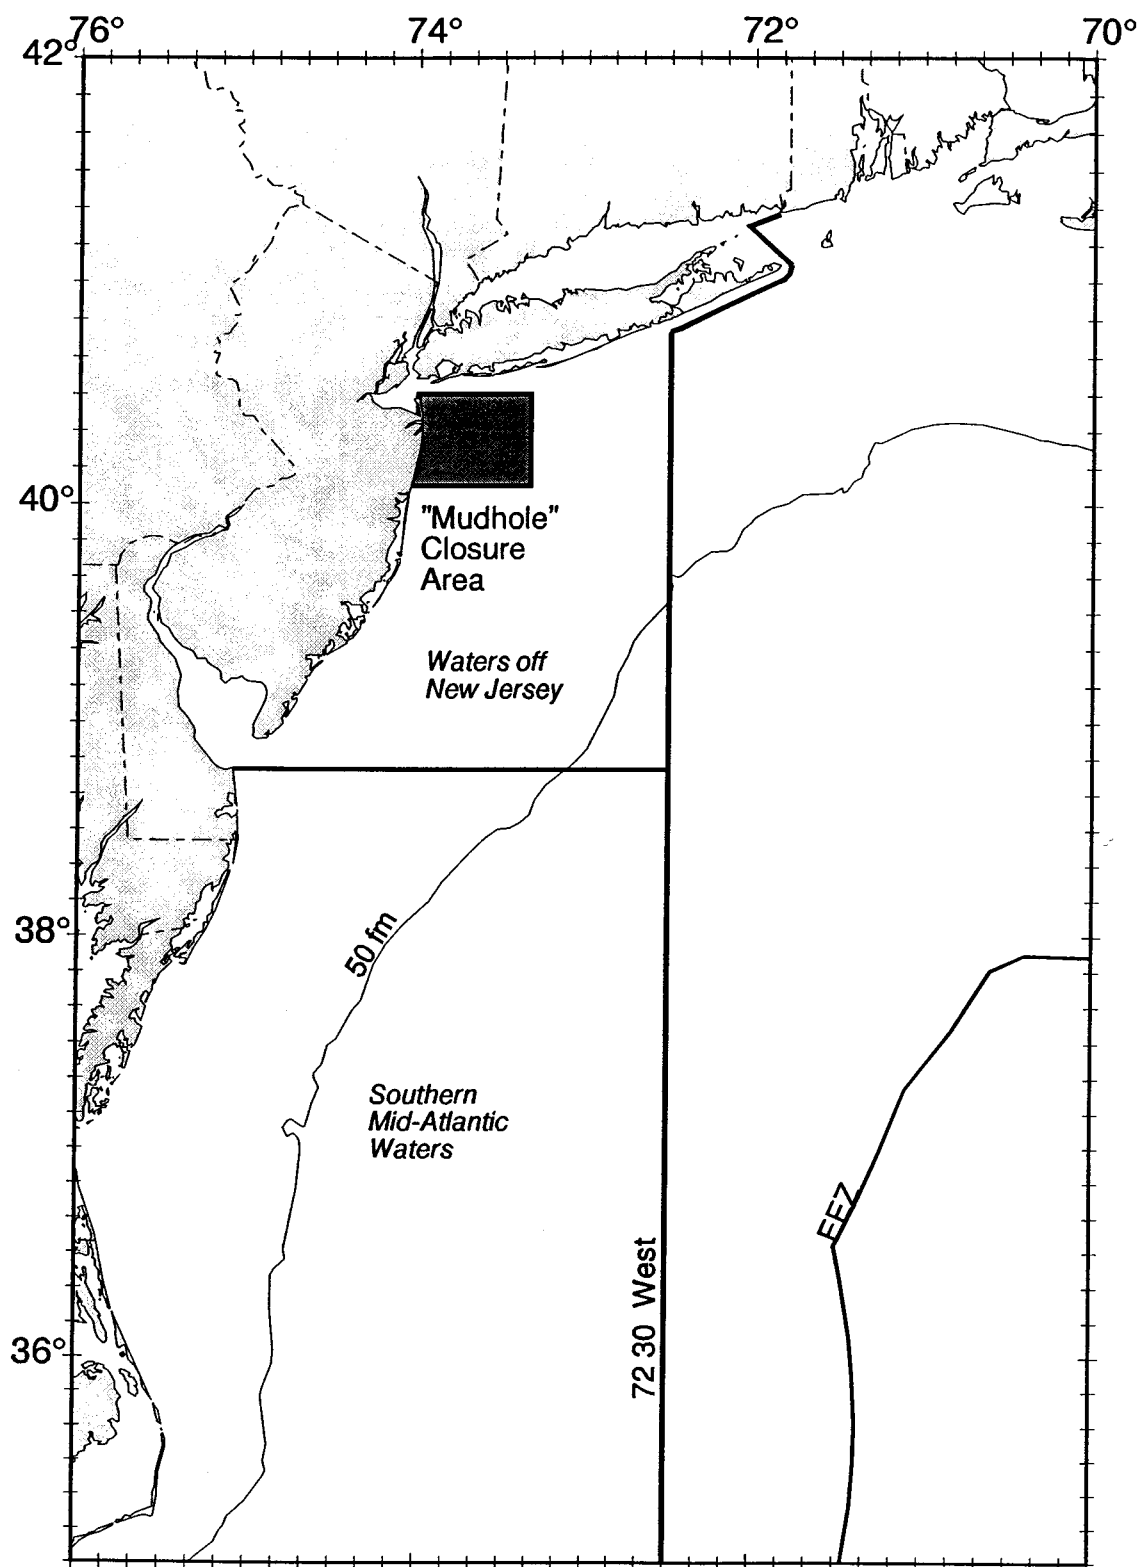 76° 74° 72° 70°
42°
40°
"Mudhole"
Closure
Area
Waters off
New Jersey
38°
50 fm
Southern
Mid-Atlantic
Waters
EEZ
72 30 West
36°